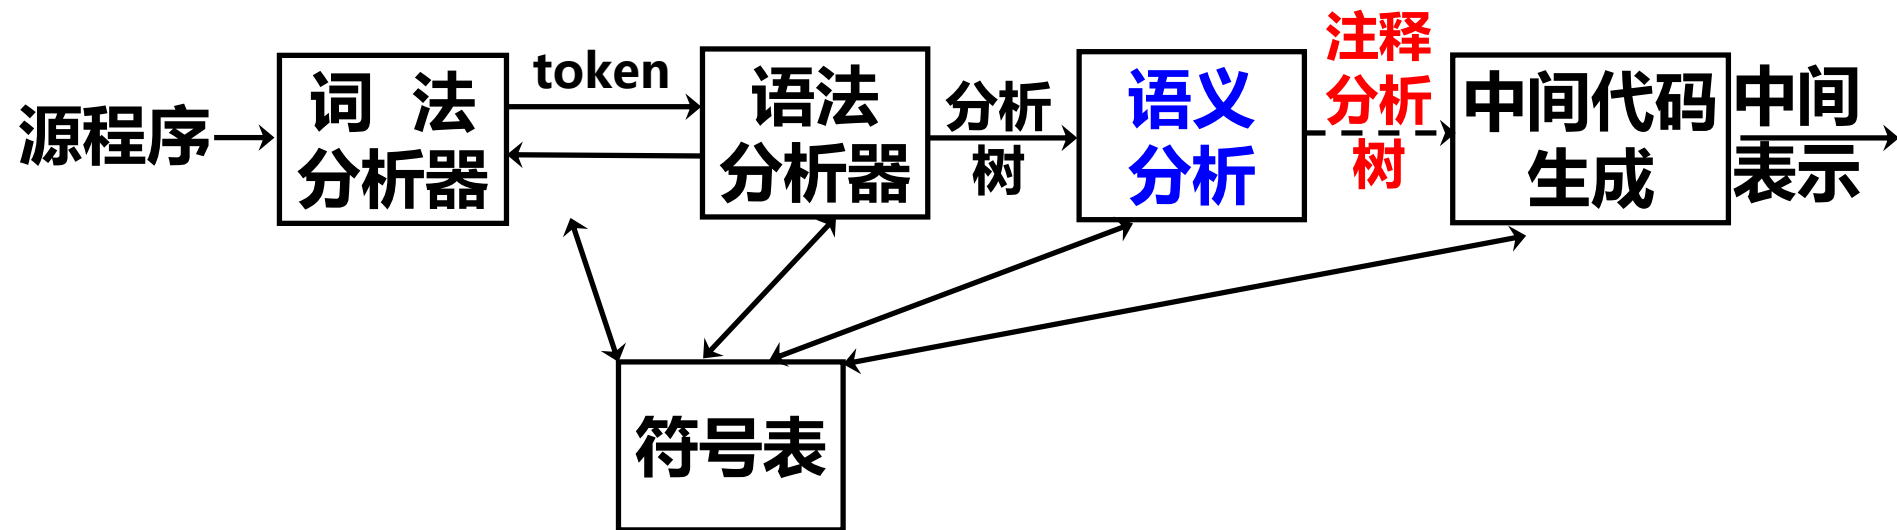 源程序
词 法
分析器
token
语法
分析器
分析
树
语义
分析
注释
分析
树
中间代码
生成
中间
表示
符号表